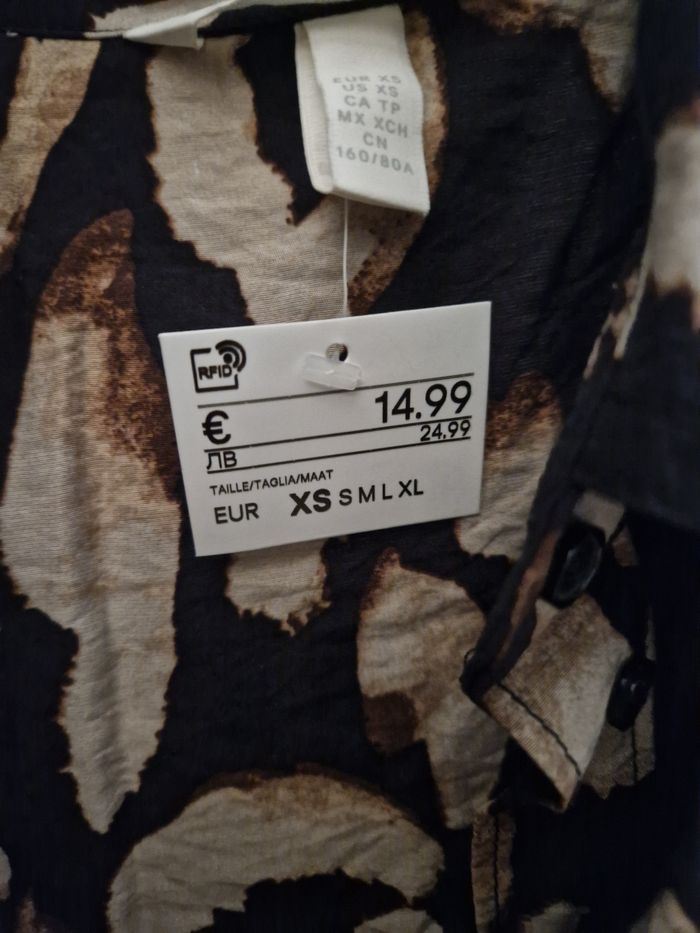 EUR XS
US XS
CA TP
MX XCH
CN
160/80A
RFID
€ 14.99
ЛВ 24.99
TAILLE/TAGLIA/MAAT
EUR XS S M L XL